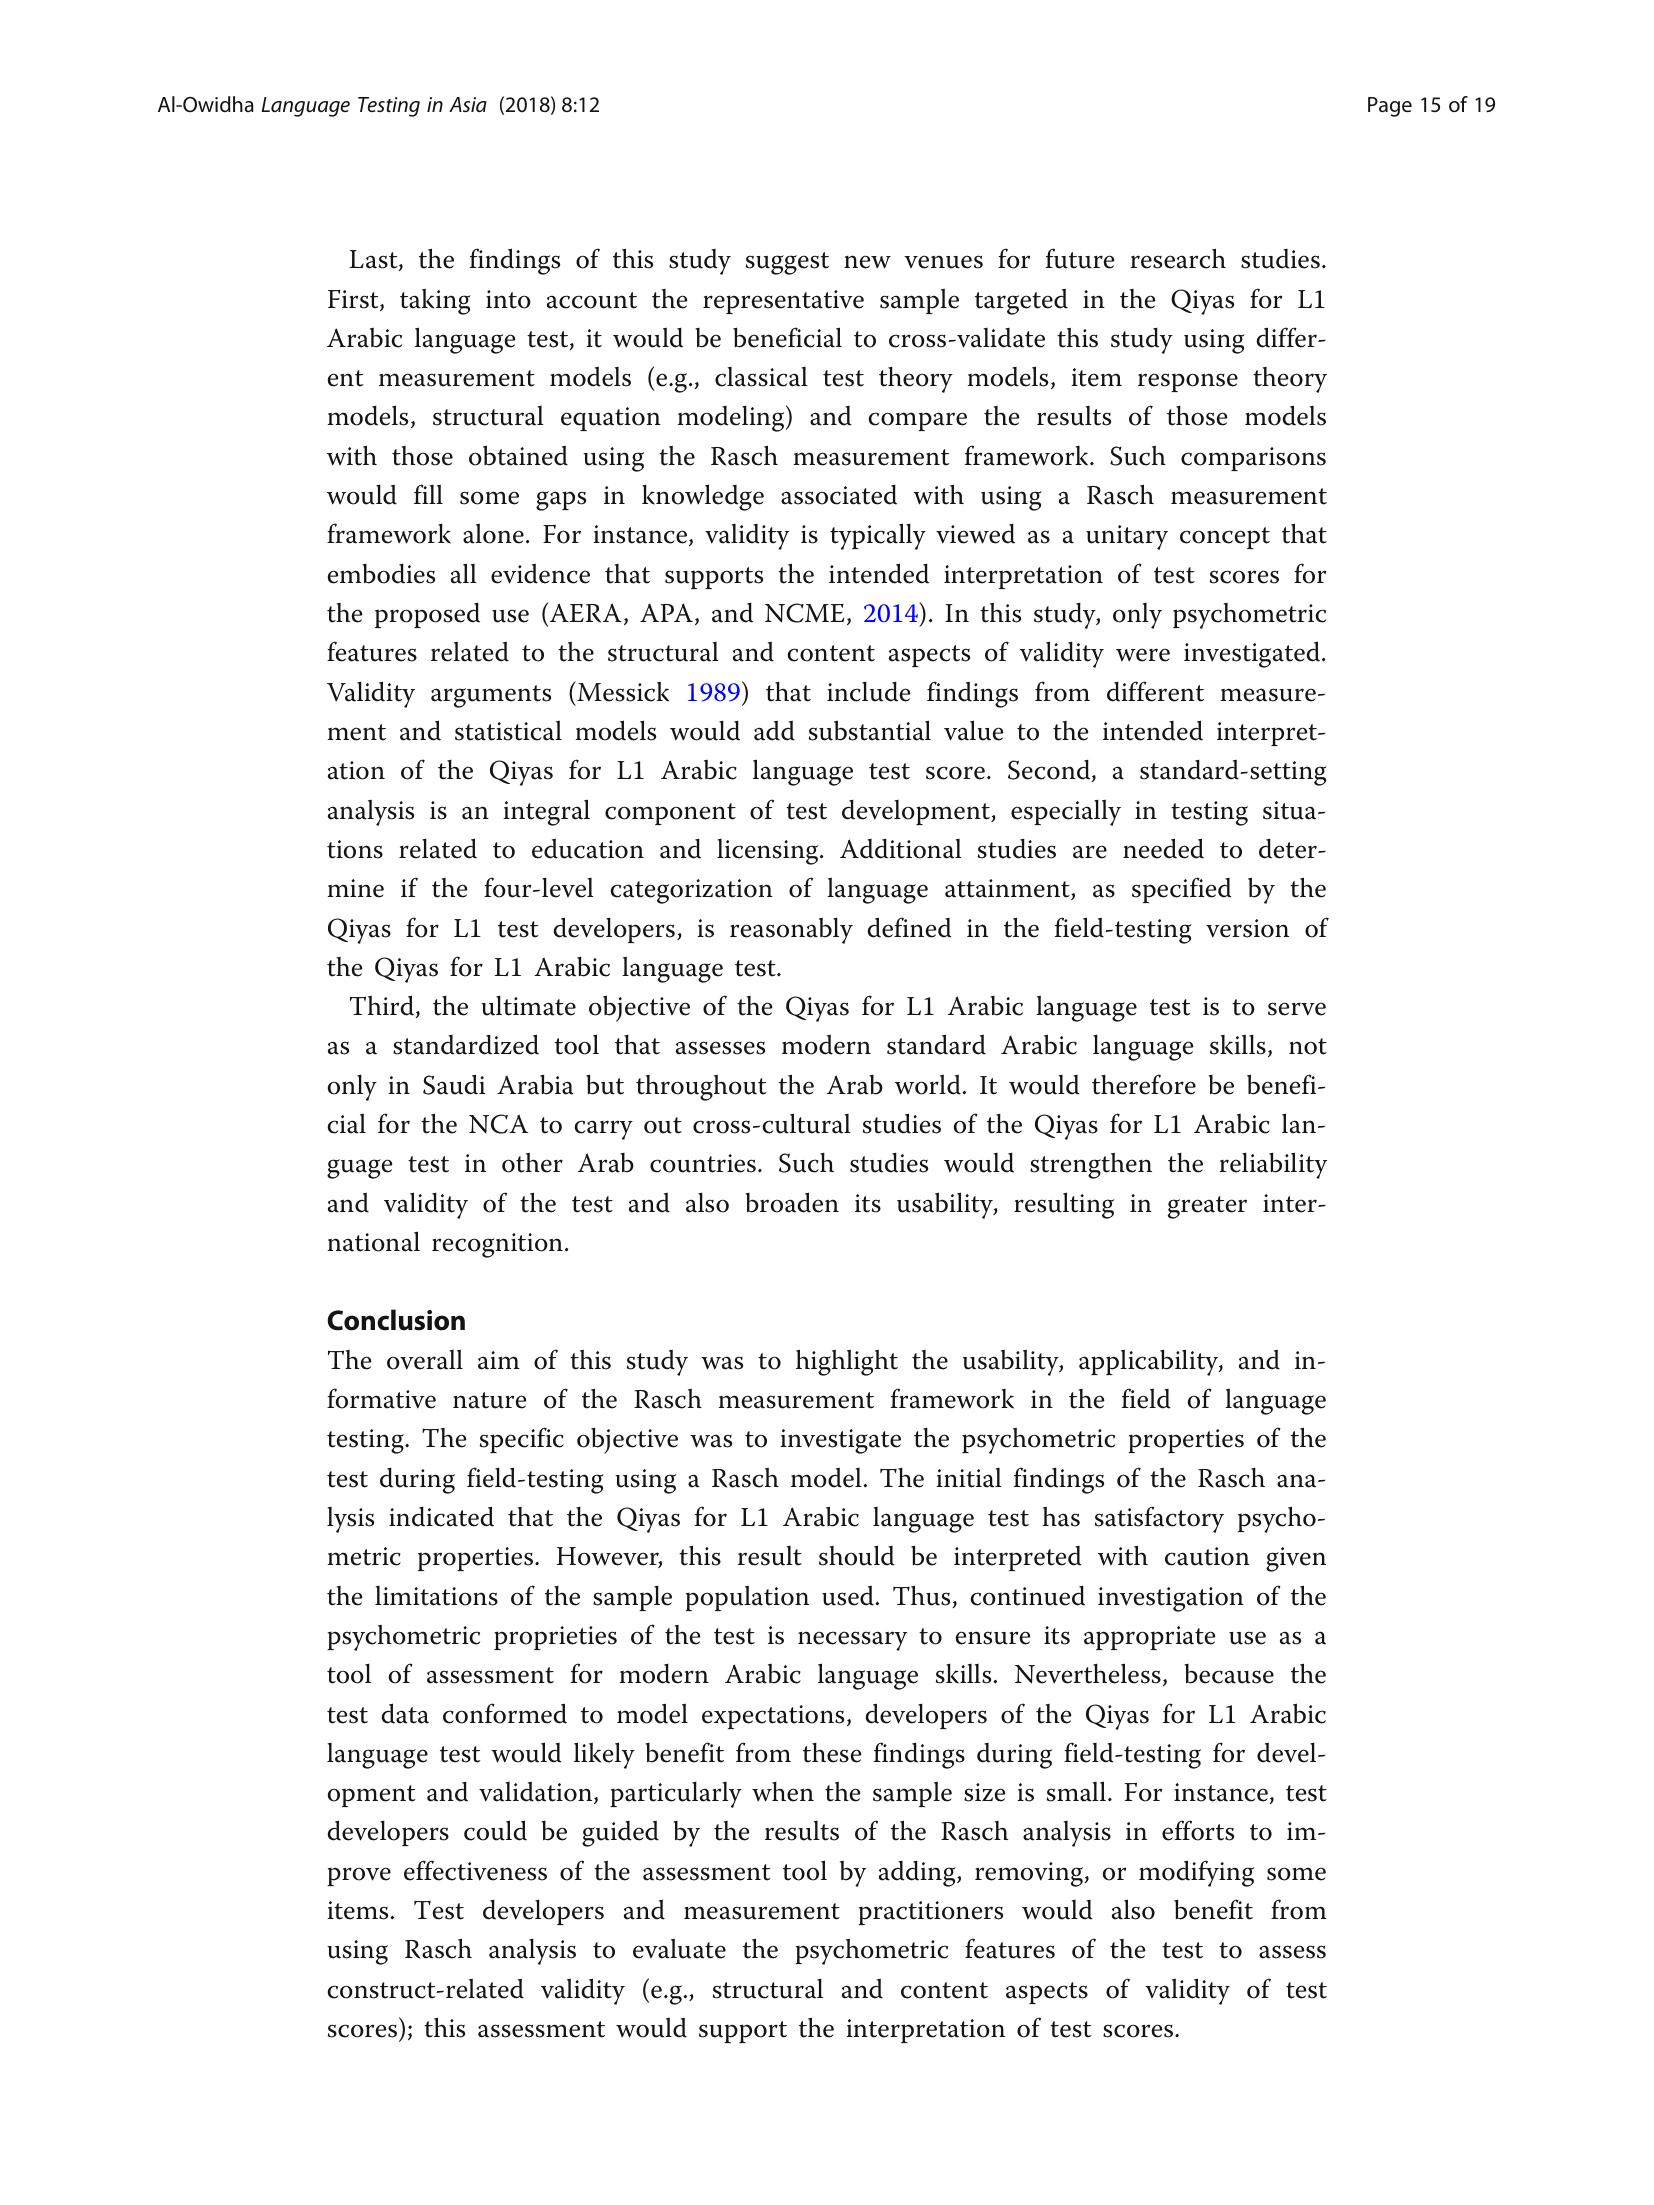 Al-Owidha Language Testing in Asia (2018) 8:12
Page 15 of 19
Last, the findings of this study suggest new venues for future research studies.
First, taking into account the representative sample targeted in the Qiyas for L1
Arabic language test, it would be beneficial to cross-validate this study using differ-
ent measurement models (e.g., classical test theory models, item response theory
models, structural equation modeling) and compare the results of those models
with those obtained using the Rasch measurement framework. Such comparisons
would fill some gaps in knowledge associated with using a Rasch measurement
framework alone. For instance, validity is typically viewed as a unitary concept that
embodies all evidence that supports the intended interpretation of test scores for
the proposed use (AERA, APA, and NCME, 2014). In this study, only psychometric
features related to the structural and content aspects of validity were investigated.
Validity arguments (Messick 1989) that include findings from different measure-
ment and statistical models would add substantial value to the intended interpret-
ation of the Qiyas for L1 Arabic language test score. Second, a standard-setting
analysis is an integral component of test development, especially in testing situa-
tions related to education and licensing. Additional studies are needed to deter-
mine if the four-level categorization of language attainment, as specified by the
Qiyas for L1 test developers, is reasonably defined in the field-testing version of
the Qiyas for L1 Arabic language test.
Third, the ultimate objective of the Qiyas for L1 Arabic language test is to serve
as a standardized tool that assesses modern standard Arabic language skills, not
only in Saudi Arabia but throughout the Arab world. It would therefore be benefi-
cial for the NCA to carry out cross-cultural studies of the Qiyas for L1 Arabic lan-
guage test in other Arab countries. Such studies would strengthen the reliability
and validity of the test and also broaden its usability, resulting in greater inter-
national recognition.
Conclusion
The overall aim of this study was to highlight the usability, applicability, and in-
formative nature of the Rasch measurement framework in the field of language
testing. The specific objective was to investigate the psychometric properties of the
test during field-testing using a Rasch model. The initial findings of the Rasch ana-
lysis indicated that the Qiyas for L1 Arabic language test has satisfactory psycho-
metric properties. However, this result should be interpreted with caution given
the limitations of the sample population used. Thus, continued investigation of the
psychometric proprieties of the test is necessary to ensure its appropriate use as a
tool of assessment for modern Arabic language skills. Nevertheless, because the
test data conformed to model expectations, developers of the Qiyas for L1 Arabic
language test would likely benefit from these findings during field-testing for devel-
opment and validation, particularly when the sample size is small. For instance, test
developers could be guided by the results of the Rasch analysis in efforts to im-
prove effectiveness of the assessment tool by adding, removing, or modifying some
items. Test developers and measurement practitioners would also benefit from
using Rasch analysis to evaluate the psychometric features of the test to assess
construct-related validity (e.g., structural and content aspects of validity of test
scores); this assessment would support the interpretation of test scores.